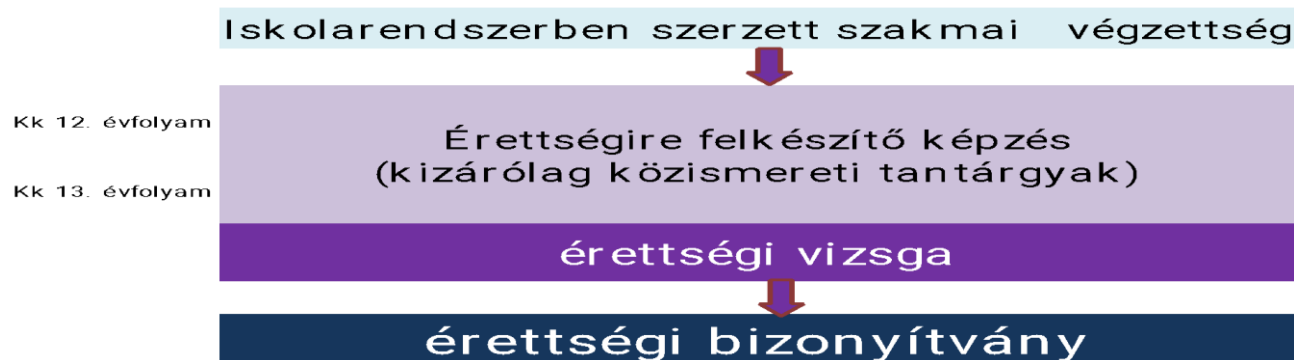 Iskolarendszerben szerzett szakmai végzettség
Kk 12. évfolyam
Érettségire felkészítő képzés
(kizárólag közismereti tantárgyak)
Kk 13. évfolyam
érettségi vizsga
érettségi bizonyítvány